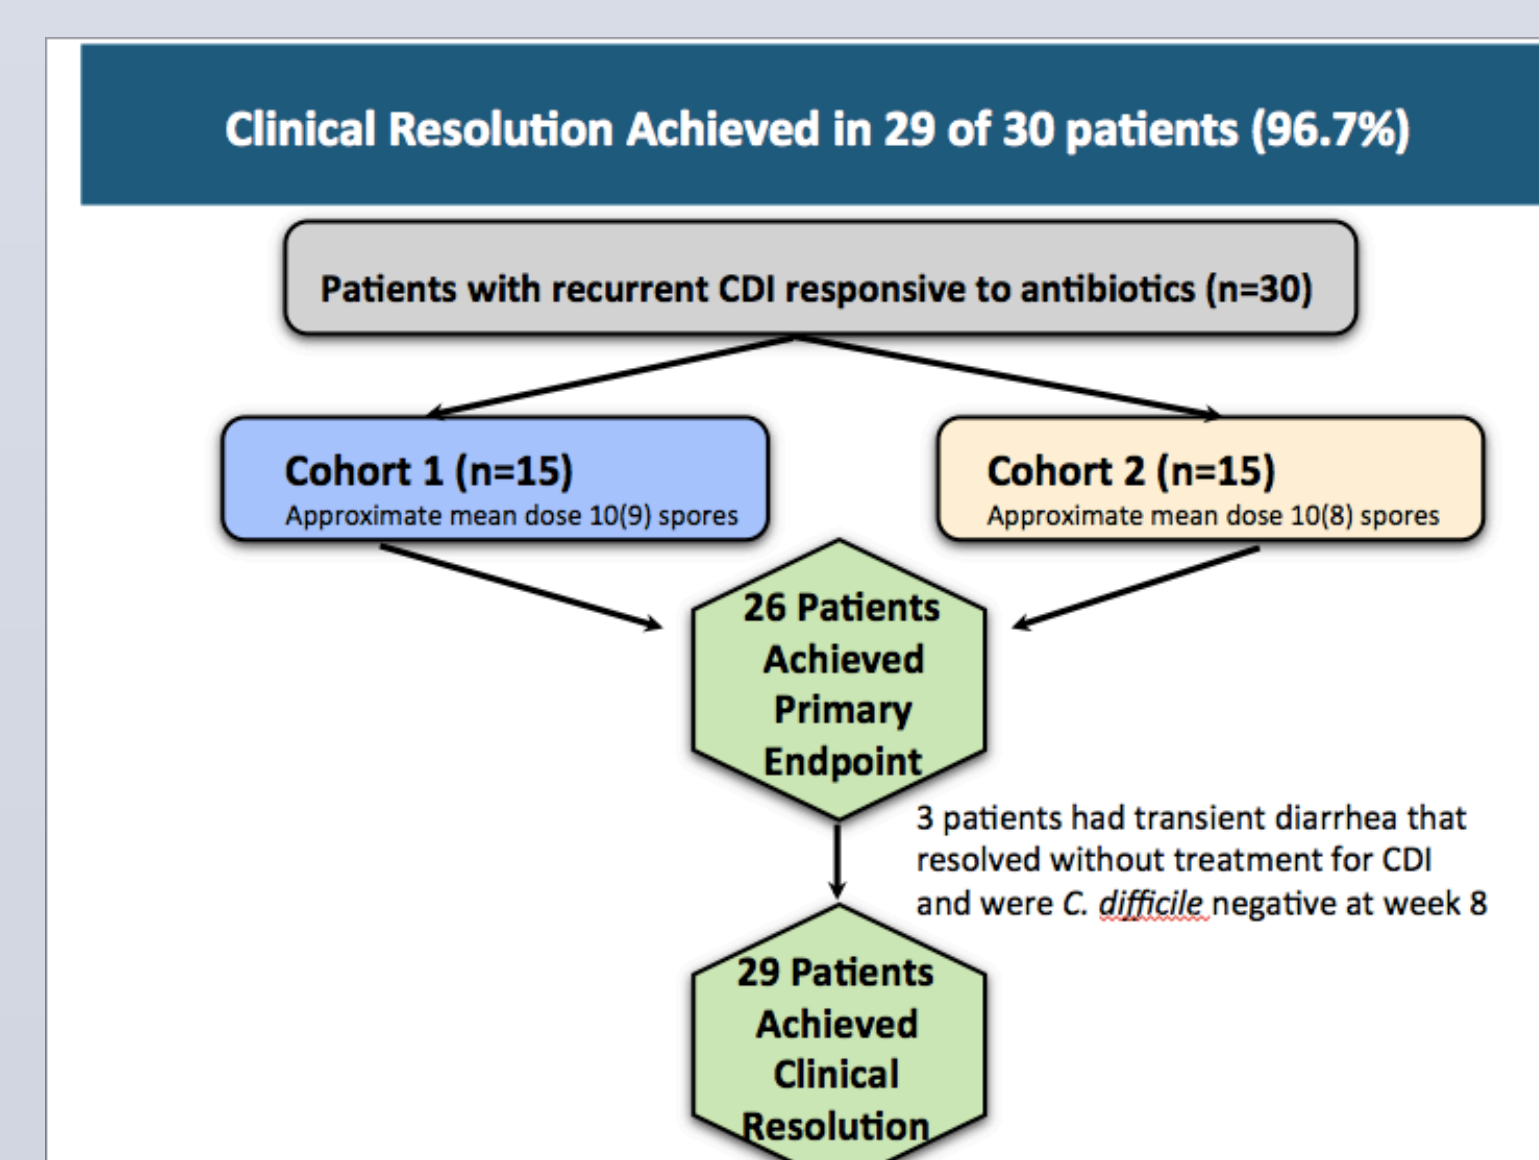 Clinical Resolution Achieved in 29 of 30 patients (96.7%)
Patients with recurrent CDI responsive to antibiotics (n=30)
Cohort 1 (n=15)
Approximate mean dose 10(9) spores
Cohort 2 (n=15)
Approximate mean dose 10(8) spores
26 Patients
Achieved
Primary
Endpoint
3 patients had transient diarrhea that
resolved without treatment for CDI
and were C. difficile negative at week 8
29 Patients
Achieved
Clinical
Resolution